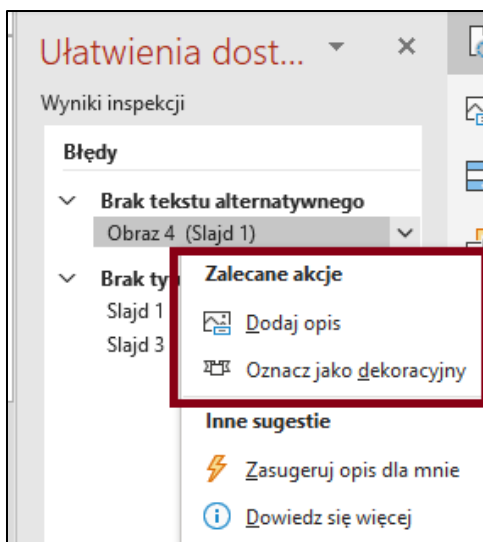 Ułatwienia dost...
Wyniki inspekcji
Błędy
Brak tekstu alternatywnego
Obraz 4 (Slajd 1)
Brak
Slajd 1
Slajd 3
Zalecane akcje
Dodaj opis
Oznacz jako dekoracyjny
Inne sugestie
Zasugeruj opis dla mnie
Dowiedz się więcej